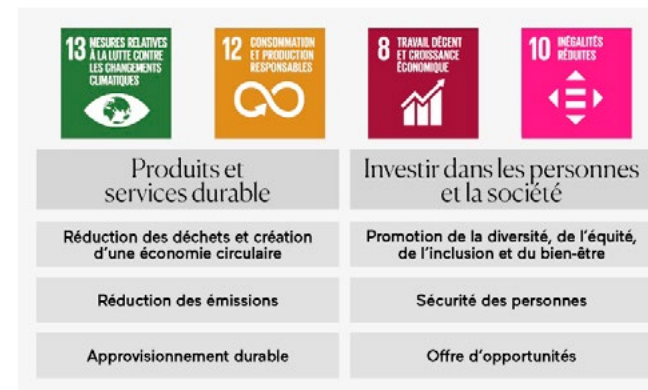 13 MESURES RELATIVES
À LA LUTTE CONTRE
LES CHANGEMENTS
CLIMATIQUES
12 CONSOMMATION
ET PRODUCTION
RESPONSABLES
8 TRAVAIL DÉCENT
ET CROISSANCE
ÉCONOMIQUE
10 INÉGALITÉS
RÉDUITES
Produits et
services durable
Réduction des déchets et création
d'une économie circulaire
Réduction des émissions
Approvisionnement durable
Investir dans les personnes
et la société
Promotion de la diversité, de l'équité,
de l'inclusion et du bien-être
Sécurité des personnes
Offre d'opportunités